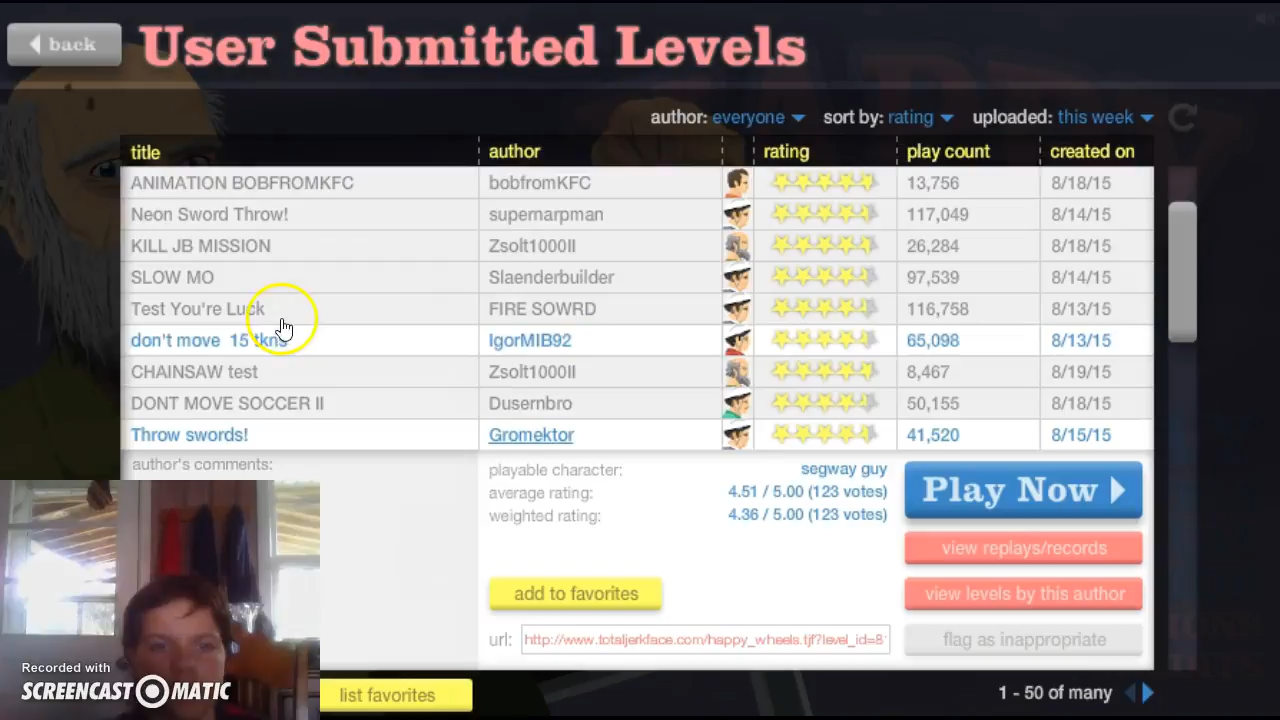 back
User Submitted Levels
author: everyone sort by: rating uploaded: this week
title author rating play count created on
ANIMATION BOBFROMKFC bobfromKFC 13,756 8/18/15
Neon Sword Throw! supernarpman 117,049 8/14/15
KILL JB MISSION Zsolt1000II 26,284 8/18/15
SLOW MO Slaenderbuilder 97,539 8/14/15
Test You're Luck FIRE SOWRD 116,758 8/13/15
don't move 15 tkns IgorMIB92 65,098 8/13/15
CHAINSAW test Zsolt1000II 8,467 8/19/15
DONT MOVE SOCCER II Dusernbro 50,155 8/18/15
Throw swords! Gromektor 41,520 8/15/15
author's comments:
playable character: segway guy
average rating: 4.51 / 5.00 (123 votes)
weighted rating: 4.36 / 5.00 (123 votes)
Play Now
view replays/records
add to favorites
view levels by this author
url: http://www.totaljerkface.com/happy_wheels.tjf?level_id=8
flag as inappropriate
Recorded with
SCREENCAST MATIC
list favorites
1 - 50 of many